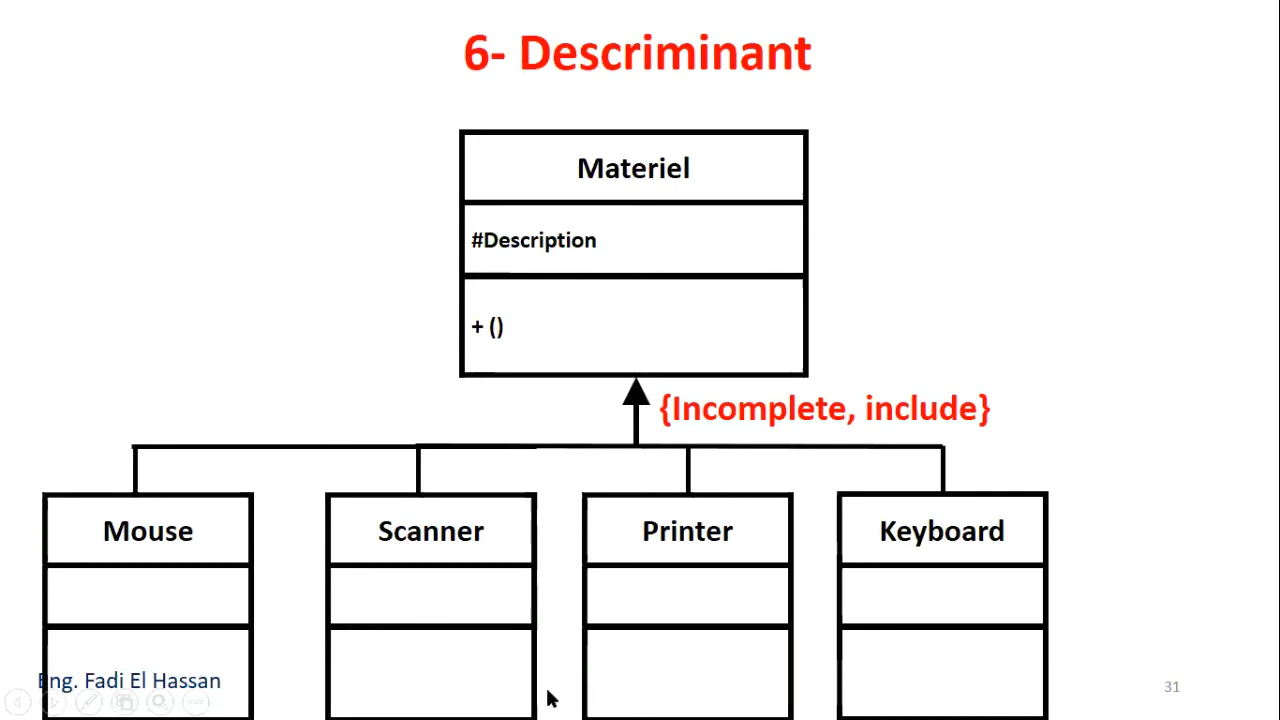 6- Descriminant
Materiel
#Description
+ ()
{Incomplete, include}
Mouse
Scanner
Printer
Keyboard
Eng. Fadi El Hassan
31